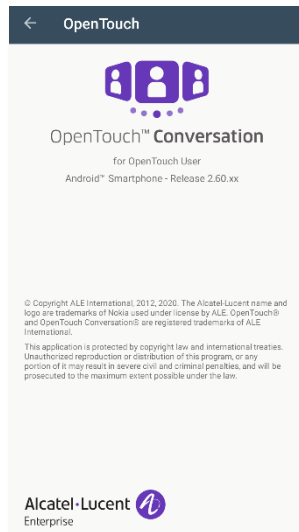 OpenTouch
OpenTouch™ Conversation
for OpenTouch User
Android™ Smartphone - Release 2.60.xx
© Copyright ALE International, 2012, 2020. The Alcatel-Lucent name and
logo are trademarks of Nokia used under license by ALE. OpenTouch®
and OpenTouch Conversation® are registered trademarks of ALE
International.
This application is protected by copyright law and international treaties.
Unauthorized reproduction or distribution of this program, or any
portion of it may result in severe civil and criminal penalties, and will be
prosecuted to the maximum extent possible under the law.
Alcatel·Lucent
Enterprise